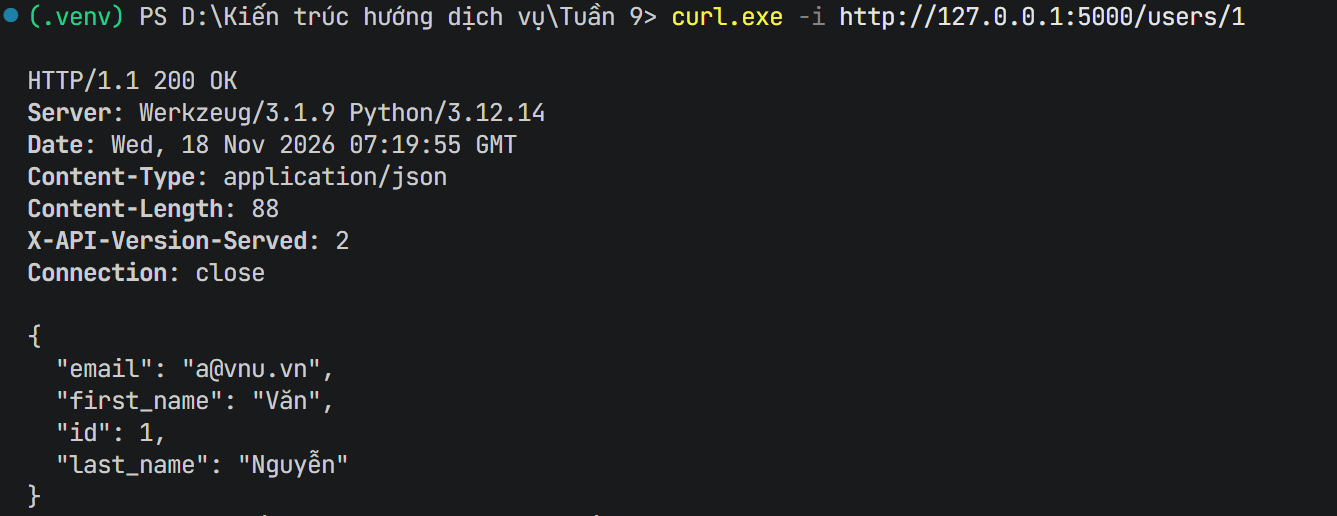 (.venv) PS D:\Kiến trúc hướng dịch vụ\Tuần 9> curl.exe -i http://127.0.0.1:5000/users/1
HTTP/1.1 200 OK
Server: Werkzeug/3.1.9 Python/3.12.14
Date: Wed, 18 Nov 2026 07:19:55 GMT
Content-Type: application/json
Content-Length: 88
X-API-Version-Served: 2
Connection: close
{
  "email": "a@vnu.vn",
  "first_name": "Văn",
  "id": 1,
  "last_name": "Nguyễn"
}